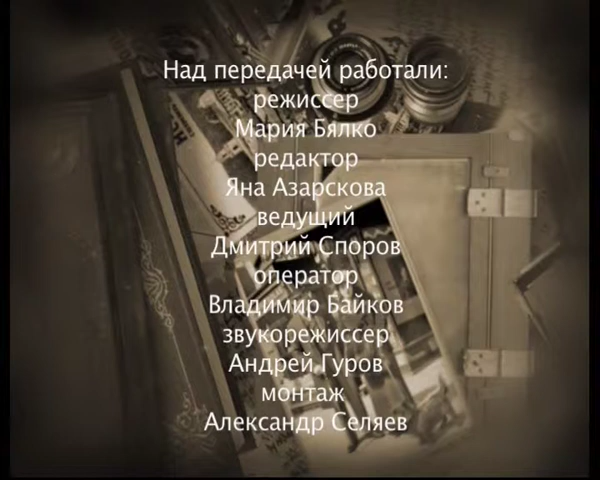 Над передачей работали:
режиссер
Мария Бялко
редактор
Яна Азарскова
ведущий
Дмитрий Споров
оператор
Владимир Байков
звукорежиссер
Андрей Гуров
монтаж
Александр Селяев